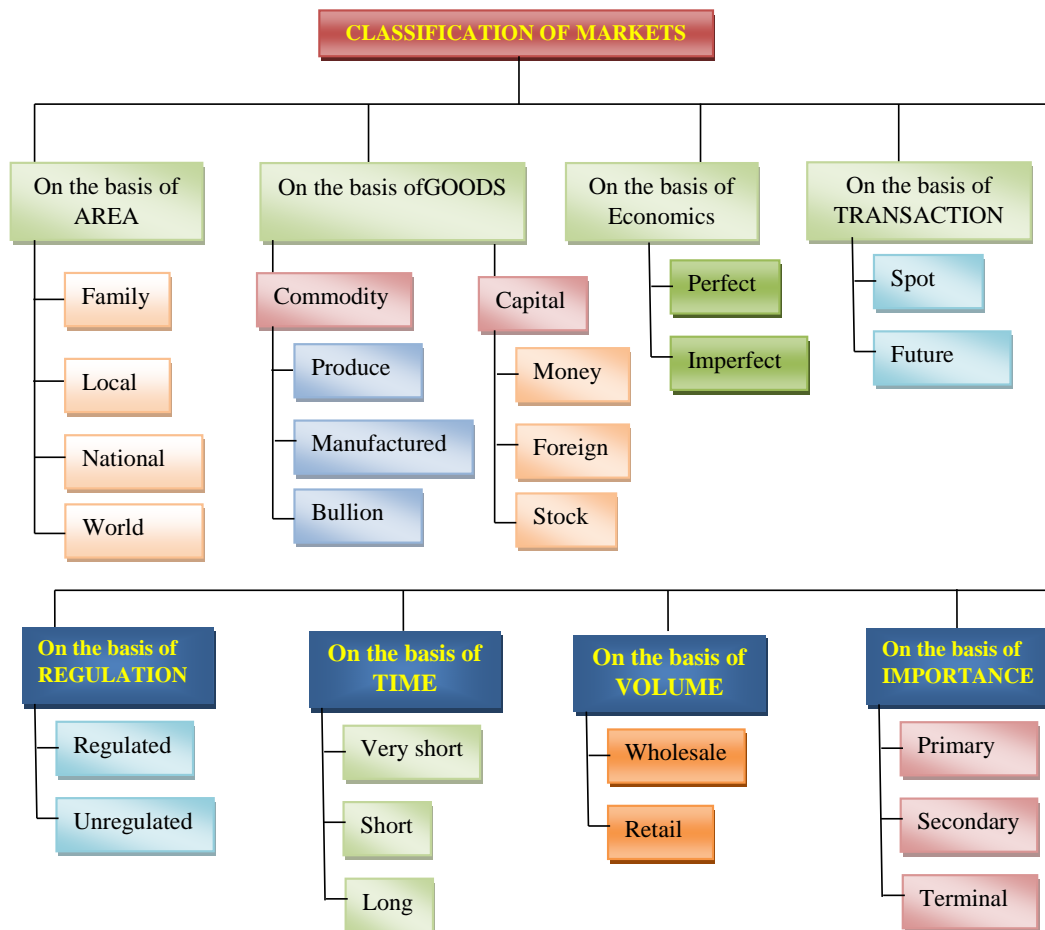 CLASSIFICATION OF MARKETS
On the basis of
AREA
Family
Local
National
World
On the basis ofGOODS
Commodity
Produce
Manufactured
Bullion
Capital
Money
Foreign
Stock
On the basis of
Economics
Perfect
Imperfect
On the basis of
TRANSACTION
Spot
Future
On the basis of
REGULATION
Regulated
Unregulated
On the basis of
TIME
Very short
Short
Long
On the basis of
VOLUME
Wholesale
Retail
On the basis of
IMPORTANCE
Primary
Secondary
Terminal